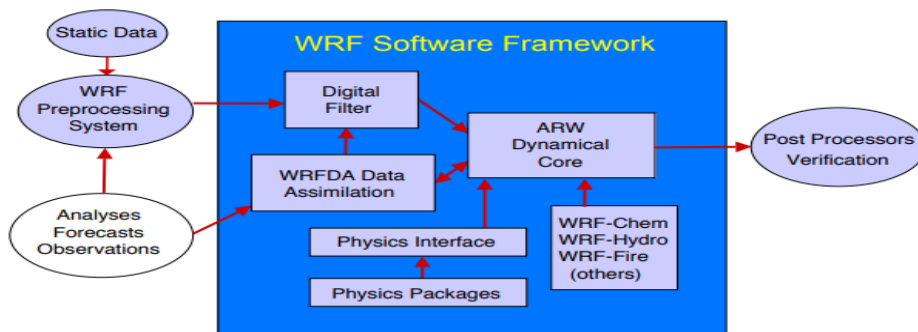 WRF Software Framework
Static Data
WRF
Preprocessing
System
Analyses
Forecasts
Observations
Digital
Filter
WRFDA Data
Assimilation
ARW
Dynamical
Core
Physics Interface
Physics Packages
WRF-Chem
WRF-Hydro
WRF-Fire
(others)
Post Processors
Verification